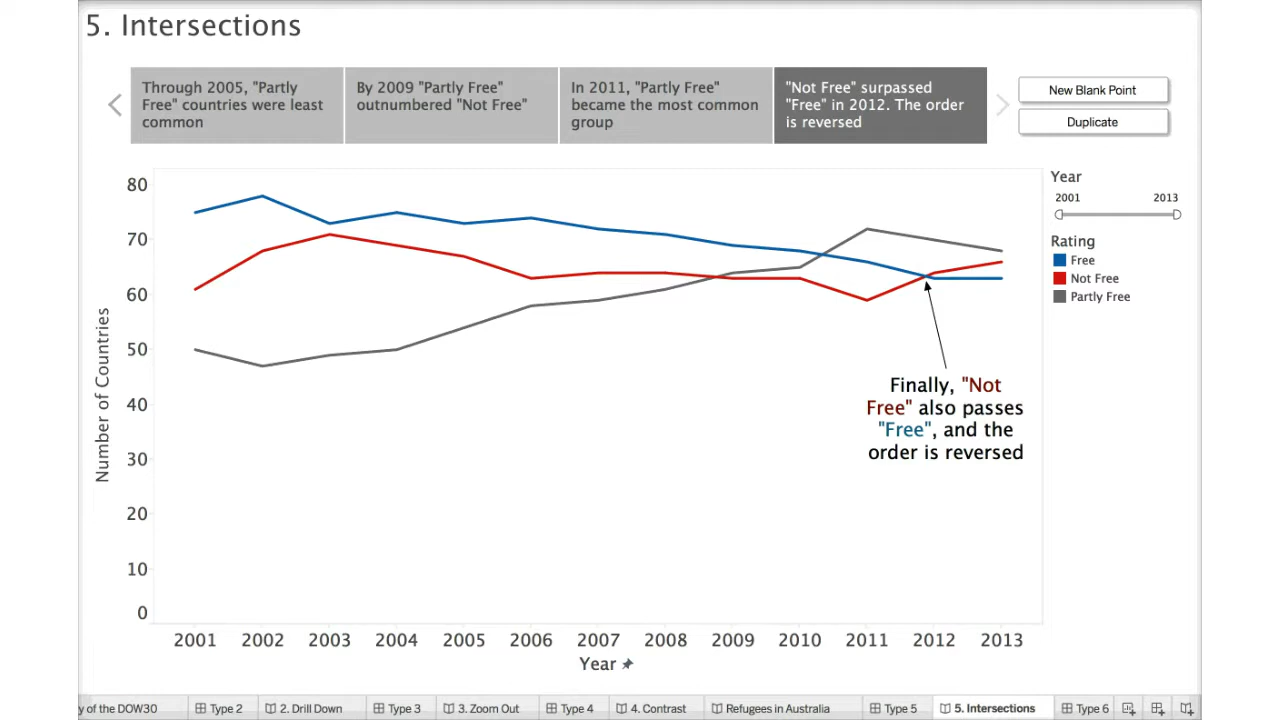 5. Intersections
Through 2005, "Partly
Free" countries were least
common
By 2009 "Partly Free"
outnumbered "Not Free"
In 2011, "Partly Free"
became the most common
group
"Not Free" surpassed
"Free" in 2012. The order
is reversed
New Blank Point
Duplicate
80
70
60
50
40
30
20
10
0
Number of Countries
Finally, "Not
Free" also passes
"Free", and the
order is reversed
2001 2002 2003 2004 2005 2006 2007 2008 2009 2010 2011 2012 2013
Year
Year
2001 2013
Rating
Free
Not Free
Partly Free
y of the DOW30 Type 2 2. Drill Down Type 3 3. Zoom Out Type 4 4. Contrast Refugees in Australia Type 5 5. Intersections Type 6